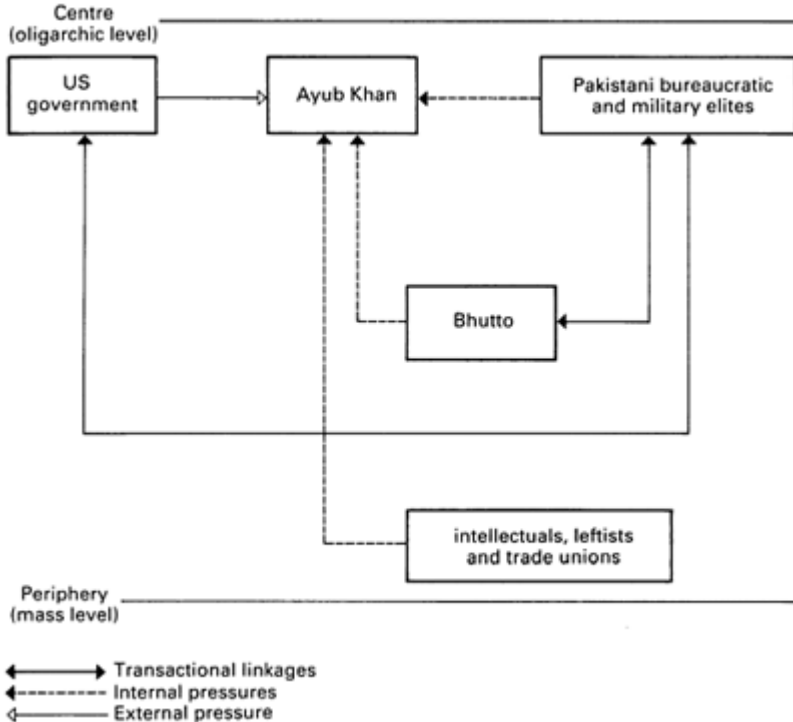 Centre
(oligarchic level)
US
government
Ayub Khan
Pakistani bureaucratic
and military elites
Bhutto
intellectuals, leftists
and trade unions
Periphery
(mass level)
Transactional linkages
Internal pressures
External pressure